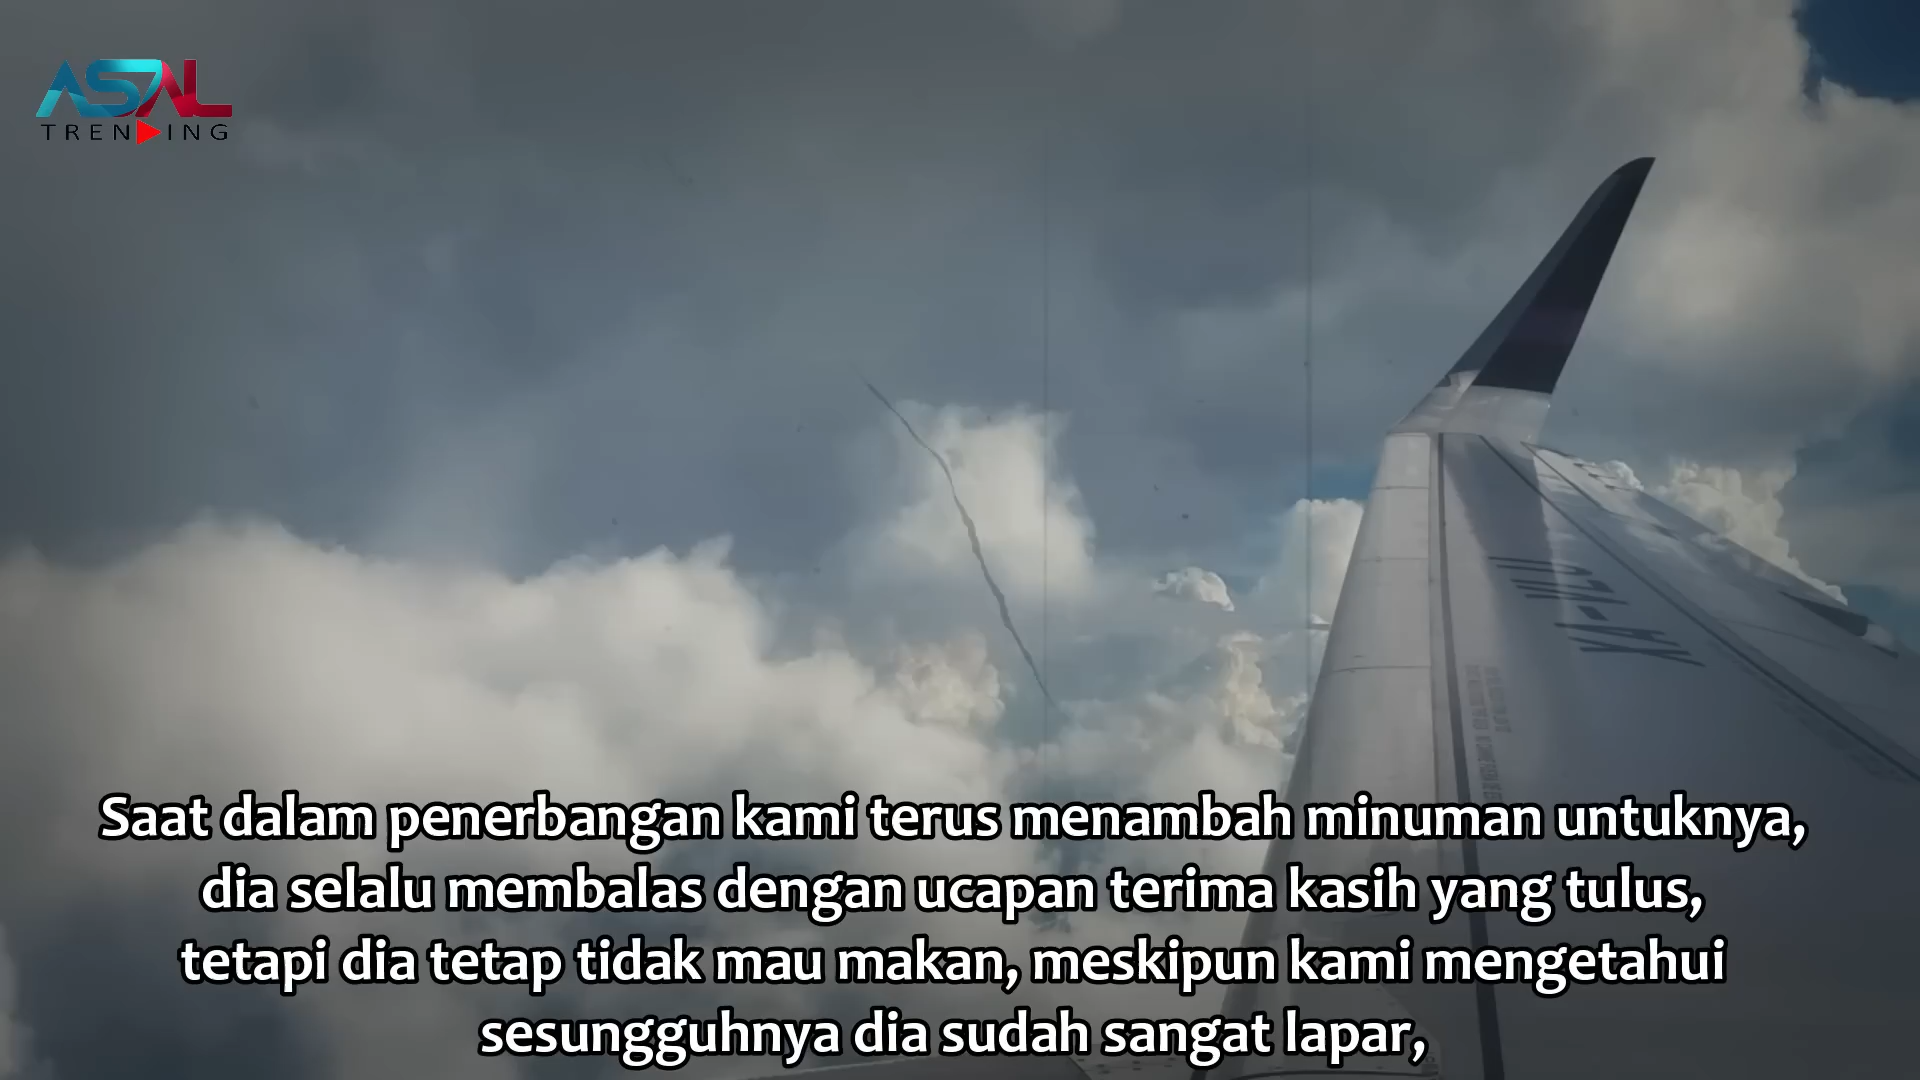 ASAL
TRENDING
Saat dalam penerbangan kami terus menambah minuman untuknya,
dia selalu membalas dengan ucapan terima kasih yang tulus,
tetapi dia tetap tidak mau makan, meskipun kami mengetahui
sesungguhnya dia sudah sangat lapar,